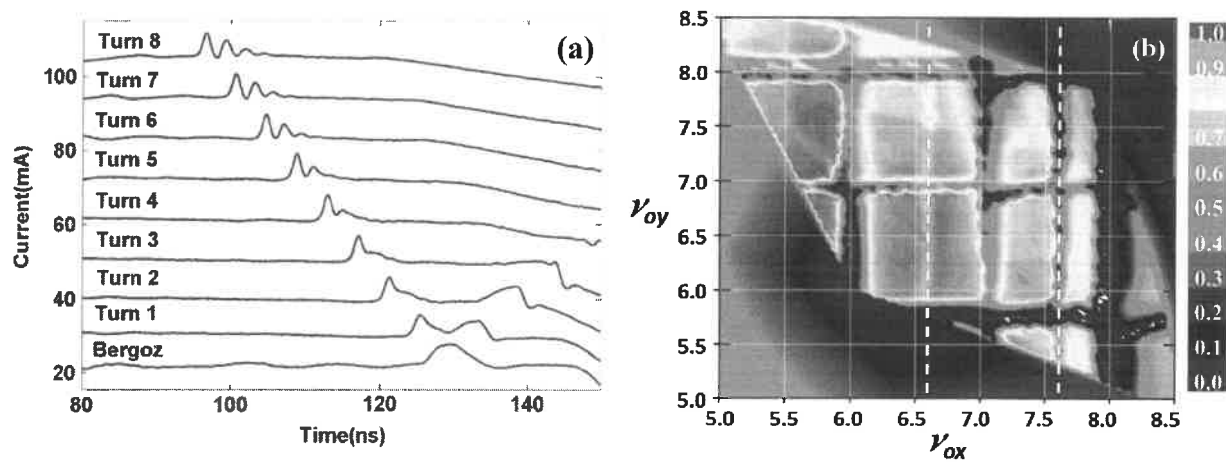 (a)
Turn 8
Turn 7
Turn 6
Turn 5
Turn 4
Turn 3
Turn 2
Turn 1
Bergoz
100
80
60
40
20
Current(mA)
80 100 120 140
Time(ns)
(b)
8.5
8.0
7.5
7.0
6.5
6.0
5.5
5.0
νoy
5.0 5.5 6.0 6.5 7.0 7.5 8.0 8.5
νox
1.0
0.9
0.8
0.7
0.6
0.5
0.4
0.3
0.2
0.1
0.0